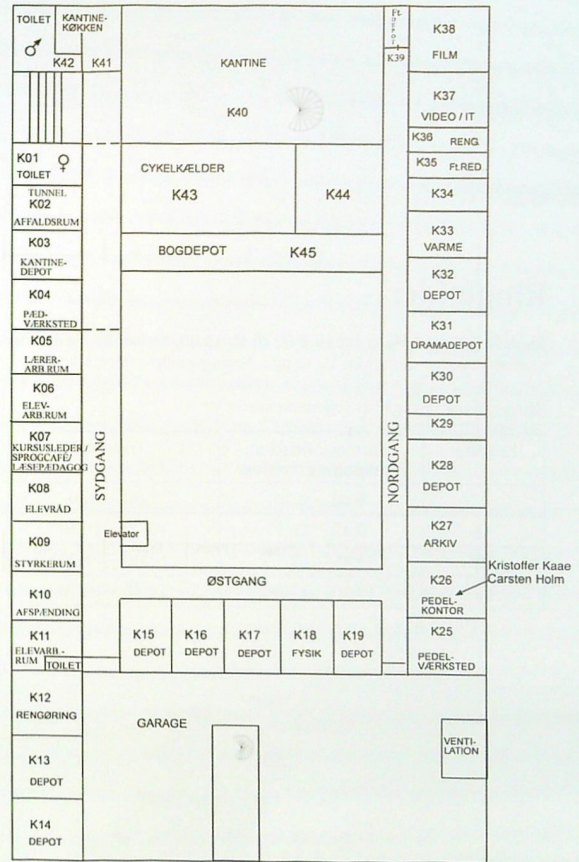 TOILET
KANTINE-
KØKKEN
K42
K41
KANTINE
K40
Ft.
DEPOT
K39
K38
FILM
K37
VIDEO / IT
K36 RENG
K35 Ft.RED
K34
K33
VARME
K32
DEPOT
K31
DRAMADEPOT
K30
DEPOT
K29
K28
DEPOT
K27
ARKIV
K26
PEDEL-
KONTOR
Kristoffer Kaae
Carsten Holm
K25
PEDEL-
VÆRKSTED
K01
TOILET
TUNNEL
K02
AFFALDSRUM
K03
KANTINE-
DEPOT
K04
PÆD-
VÆRKSTED
K05
LÆRER-
ARB.RUM
K06
ELEV-
ARB.RUM
K07
KURSUSLEDER/
SPROGCAFÉ/
LÆSEPÆDAGOG
K08
ELEVRÅD
K09
STYRKERUM
K10
AFSPÆNDING
K11
ELEVARB.-
RUM
TOILET
K12
RENGØRING
K13
DEPOT
K14
DEPOT
CYKELKÆLDER
K43
K44
BOGDEPOT K45
SYDGANG
NORDGANG
Elevator
ØSTGANG
K15
DEPOT
K16
DEPOT
K17
DEPOT
K18
FYSIK
K19
DEPOT
GARAGE
VENTI-
LATION